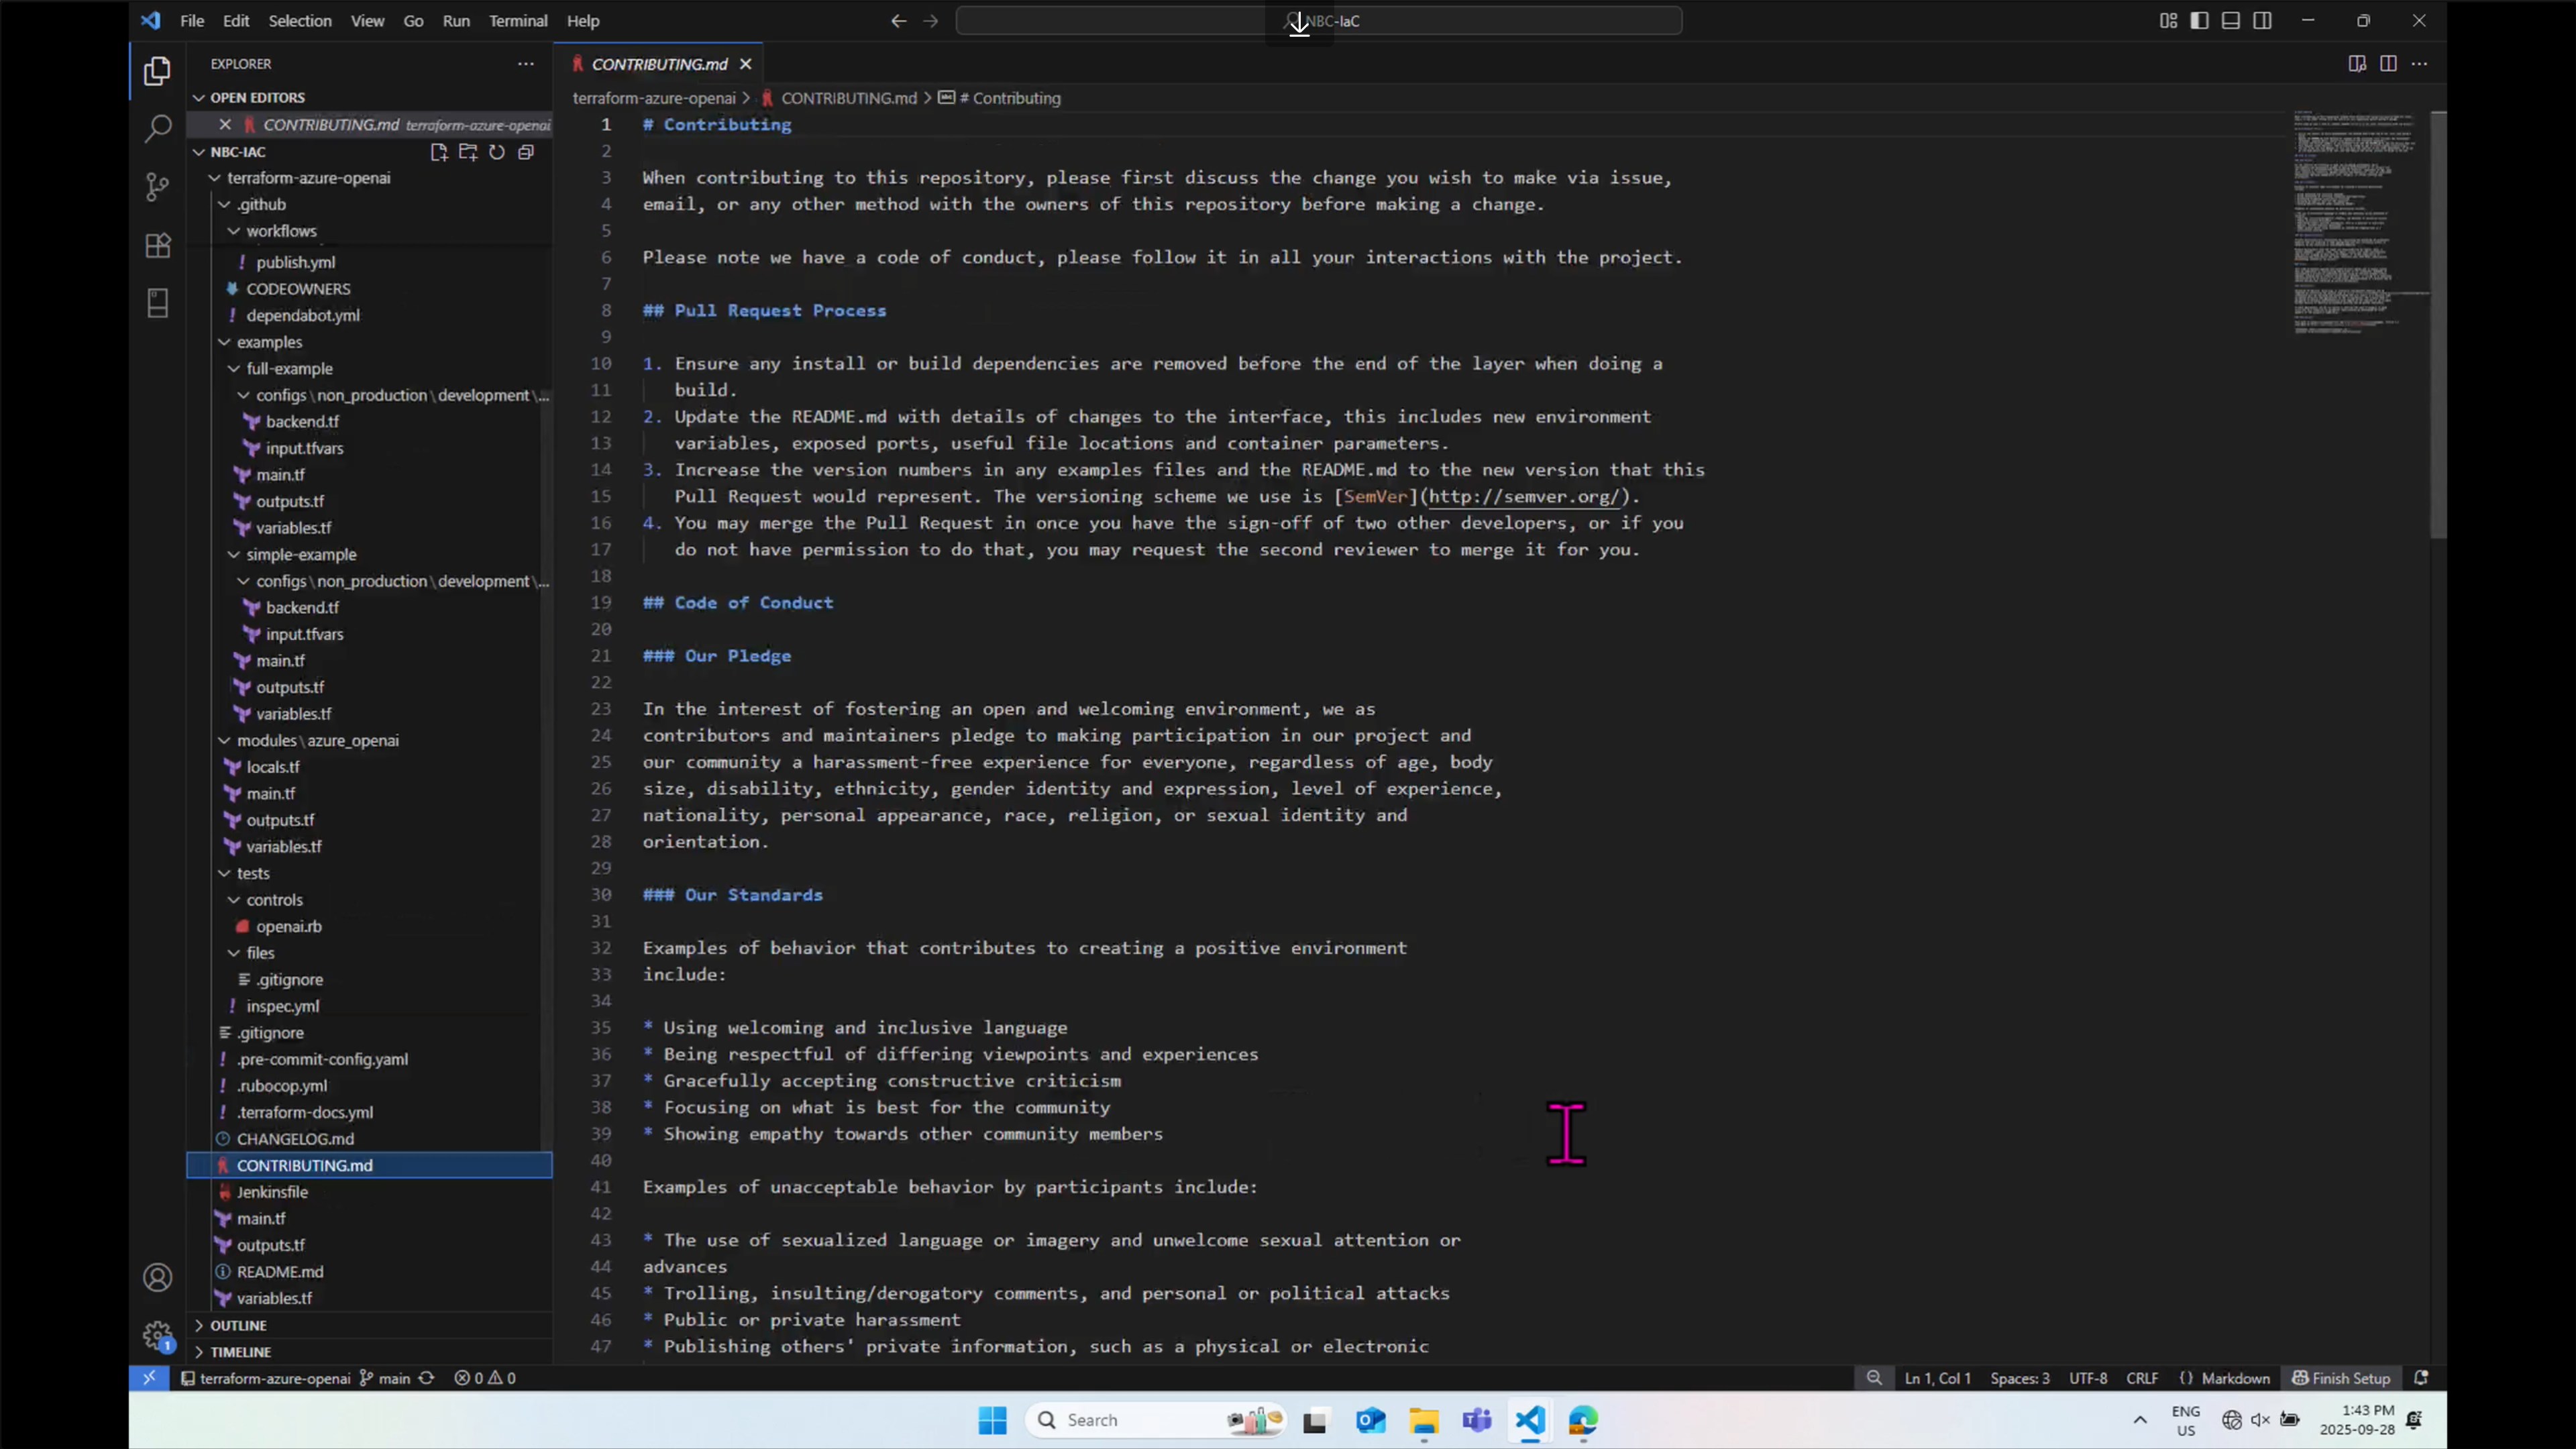 File Edit Selection View Go Run Terminal Help
NBC-IaC
EXPLORER
OPEN EDITORS
CONTRIBUTING.md terraform-azure-openai
NBC-IAC
terraform-azure-openai
.github
workflows
publish.yml
CODEOWNERS
dependabot.yml
examples
full-example
configs\non_production\development\...
backend.tf
input.tfvars
main.tf
outputs.tf
variables.tf
simple-example
configs\non_production\development\...
backend.tf
input.tfvars
main.tf
outputs.tf
variables.tf
modules\azure_openai
locals.tf
main.tf
outputs.tf
variables.tf
tests
controls
openai.rb
files
.gitignore
inspec.yml
.gitignore
.pre-commit-config.yaml
.rubocop.yml
.terraform-docs.yml
CHANGELOG.md
CONTRIBUTING.md
Jenkinsfile
main.tf
outputs.tf
README.md
variables.tf
OUTLINE
TIMELINE
CONTRIBUTING.md
terraform-azure-openai > CONTRIBUTING.md > # Contributing
1 # Contributing
2
3 When contributing to this repository, please first discuss the change you wish to make via issue,
4 email, or any other method with the owners of this repository before making a change.
5
6 Please note we have a code of conduct, please follow it in all your interactions with the project.
7
8 ## Pull Request Process
9
10 1. Ensure any install or build dependencies are removed before the end of the layer when doing a
11 build.
12 2. Update the README.md with details of changes to the interface, this includes new environment
13 variables, exposed ports, useful file locations and container parameters.
14 3. Increase the version numbers in any examples files and the README.md to the new version that this
15 Pull Request would represent. The versioning scheme we use is [SemVer](http://semver.org/).
16 4. You may merge the Pull Request in once you have the sign-off of two other developers, or if you
17 do not have permission to do that, you may request the second reviewer to merge it for you.
18
19 ## Code of Conduct
20
21 ### Our Pledge
22
23 In the interest of fostering an open and welcoming environment, we as
24 contributors and maintainers pledge to making participation in our project and
25 our community a harassment-free experience for everyone, regardless of age, body
26 size, disability, ethnicity, gender identity and expression, level of experience,
27 nationality, personal appearance, race, religion, or sexual identity and
28 orientation.
29
30 ### Our Standards
31
32 Examples of behavior that contributes to creating a positive environment
33 include:
34
35 * Using welcoming and inclusive language
36 * Being respectful of differing viewpoints and experiences
37 * Gracefully accepting constructive criticism
38 * Focusing on what is best for the community
39 * Showing empathy towards other community members
40
41 Examples of unacceptable behavior by participants include:
42
43 * The use of sexualized language or imagery and unwelcome sexual attention or
44 advances
45 * Trolling, insulting/derogatory comments, and personal or political attacks
46 * Public or private harassment
47 * Publishing others' private information, such as a physical or electronic
1
terraform-azure-openai main 0 0 Ln 1, Col 1 Spaces: 3 UTF-8 CRLF {} Markdown Finish Setup
Search
ENG
US
1:43 PM
2025-09-28